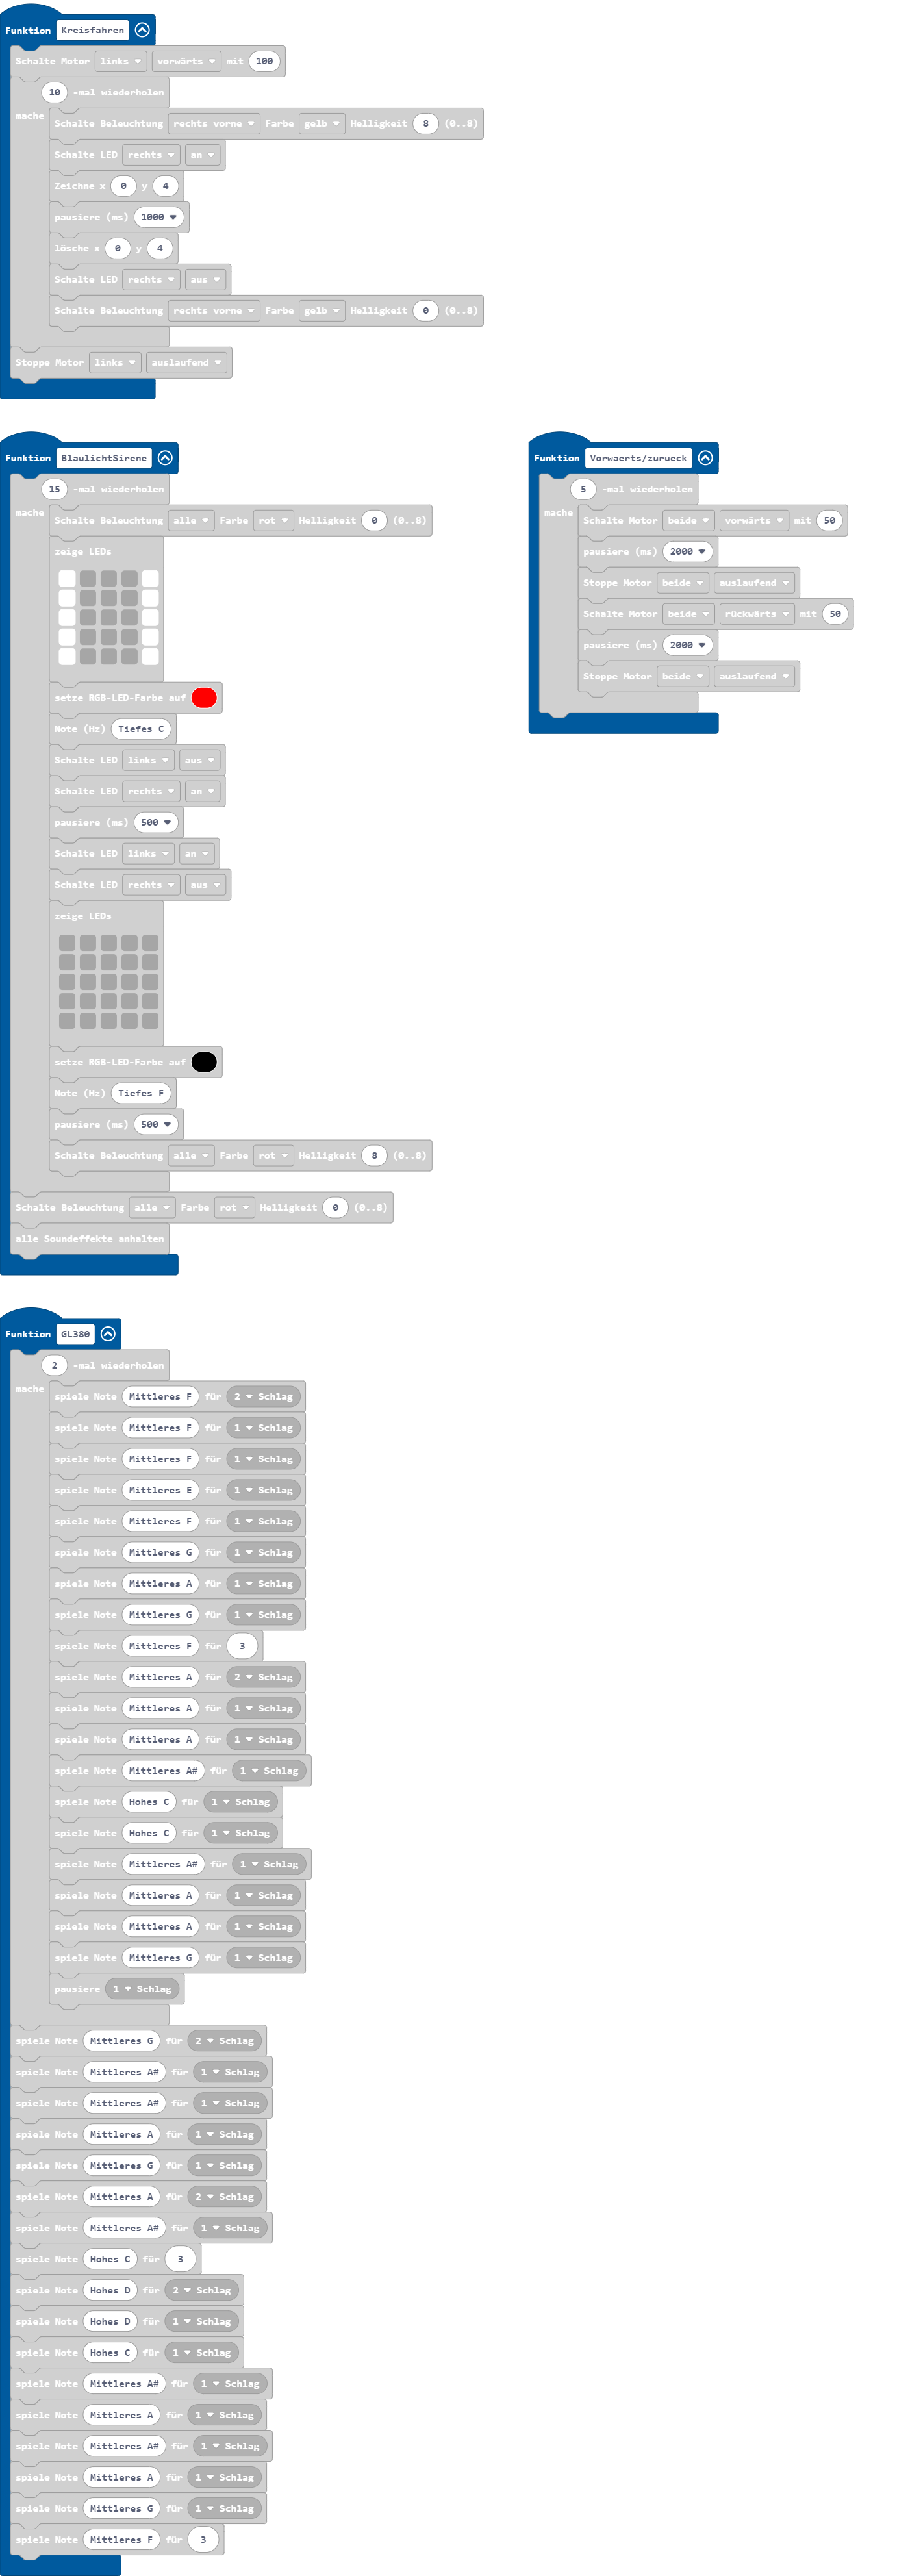 Funktion Kreisfahren
Schalte Motor links vorwärts mit 100
10 -mal wiederholen
mache
Schalte Beleuchtung rechts vorne Farbe gelb Helligkeit 8 (0..8)
Schalte LED rechts an
Zeichne x 0 y 4
pausiere (ms) 1000
lösche x 0 y 4
Schalte LED rechts aus
Schalte Beleuchtung rechts vorne Farbe gelb Helligkeit 0 (0..8)
Stoppe Motor links auslaufend
Funktion BlaulichtSirene
15 -mal wiederholen
mache
Schalte Beleuchtung alle Farbe rot Helligkeit 0 (0..8)
zeige LEDs
setze RGB-LED-Farbe auf
Note (Hz) Tiefes C
Schalte LED links aus
Schalte LED rechts an
pausiere (ms) 500
Schalte LED links an
Schalte LED rechts aus
zeige LEDs
setze RGB-LED-Farbe auf
Note (Hz) Tiefes F
pausiere (ms) 500
Schalte Beleuchtung alle Farbe rot Helligkeit 8 (0..8)
Schalte Beleuchtung alle Farbe rot Helligkeit 0 (0..8)
alle Soundeffekte anhalten
Funktion Vorwaerts/zurueck
5 -mal wiederholen
mache
Schalte Motor beide vorwärts mit 50
pausiere (ms) 2000
Stoppe Motor beide auslaufend
Schalte Motor beide rückwärts mit 50
pausiere (ms) 2000
Stoppe Motor beide auslaufend
Funktion GL380
2 -mal wiederholen
mache
spiele Note Mittleres F für 2 Schlag
spiele Note Mittleres F für 1 Schlag
spiele Note Mittleres F für 1 Schlag
spiele Note Mittleres E für 1 Schlag
spiele Note Mittleres F für 1 Schlag
spiele Note Mittleres G für 1 Schlag
spiele Note Mittleres A für 1 Schlag
spiele Note Mittleres G für 1 Schlag
spiele Note Mittleres F für 3
spiele Note Mittleres A für 2 Schlag
spiele Note Mittleres A für 1 Schlag
spiele Note Mittleres A für 1 Schlag
spiele Note Mittleres A# für 1 Schlag
spiele Note Hohes C für 1 Schlag
spiele Note Hohes C für 1 Schlag
spiele Note Mittleres A# für 1 Schlag
spiele Note Mittleres A für 1 Schlag
spiele Note Mittleres A für 1 Schlag
spiele Note Mittleres G für 1 Schlag
pausiere 1 Schlag
spiele Note Mittleres G für 2 Schlag
spiele Note Mittleres A# für 1 Schlag
spiele Note Mittleres A# für 1 Schlag
spiele Note Mittleres A für 1 Schlag
spiele Note Mittleres G für 1 Schlag
spiele Note Mittleres A für 2 Schlag
spiele Note Mittleres A# für 1 Schlag
spiele Note Hohes C für 3
spiele Note Hohes D für 2 Schlag
spiele Note Hohes D für 1 Schlag
spiele Note Hohes C für 1 Schlag
spiele Note Mittleres A# für 1 Schlag
spiele Note Mittleres A für 1 Schlag
spiele Note Mittleres A# für 1 Schlag
spiele Note Mittleres A für 1 Schlag
spiele Note Mittleres G für 1 Schlag
spiele Note Mittleres F für 3